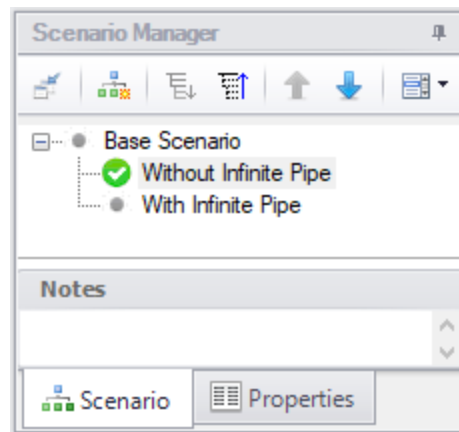 Scenario Manager
Base Scenario
Without Infinite Pipe
With Infinite Pipe
Notes
Scenario Properties